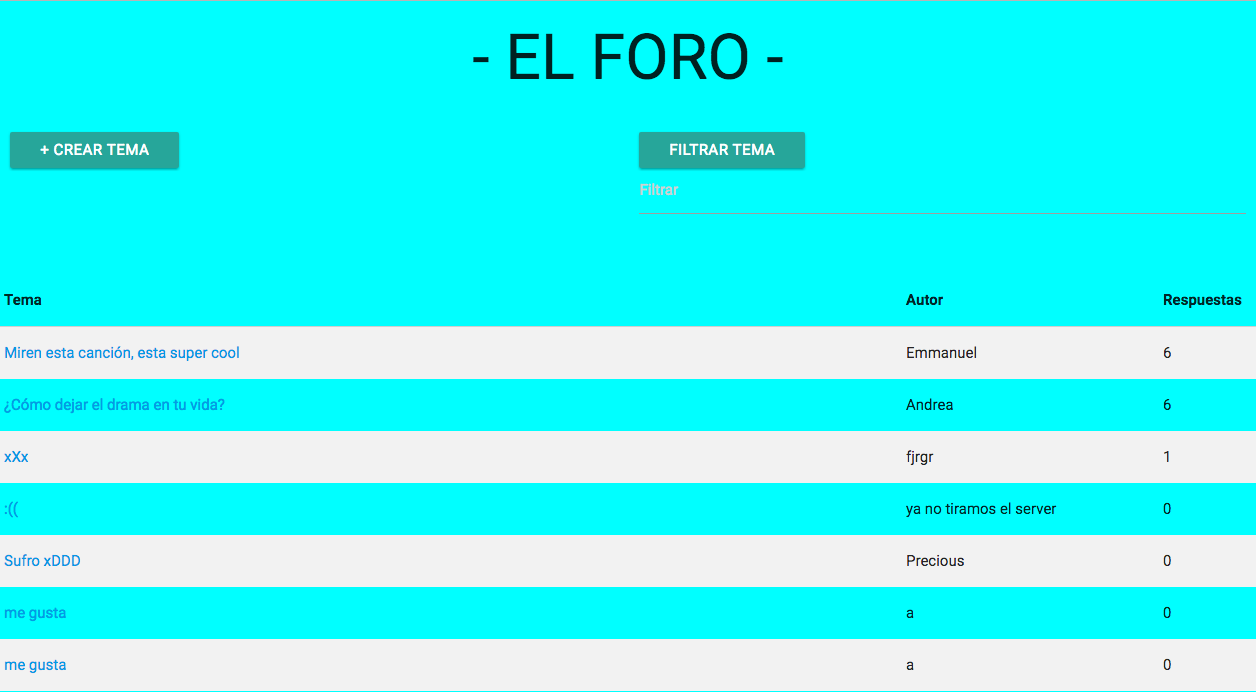 - EL FORO -
+ CREAR TEMA
FILTRAR TEMA
Filtrar
Tema Autor Respuestas
Miren esta canción, esta super cool Emmanuel 6
¿Cómo dejar el drama en tu vida? Andrea 6
xXx fjrgr 1
:(( ya no tiramos el server 0
Sufro xDDD Precious 0
me gusta a 0
me gusta a 0